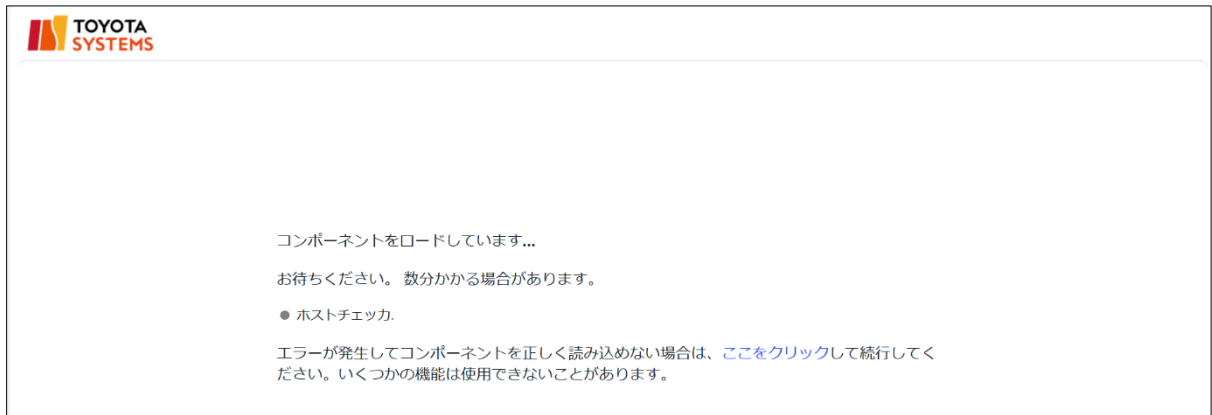 TOYOTA
SYSTEMS
コンポーネントをロードしています...
お待ちください。 数分かかる場合があります。
● ホストチェッカ.
エラーが発生してコンポーネントを正しく読み込めない場合は、ここをクリックして続行してく
ださい。いくつかの機能は使用できないことがあります。